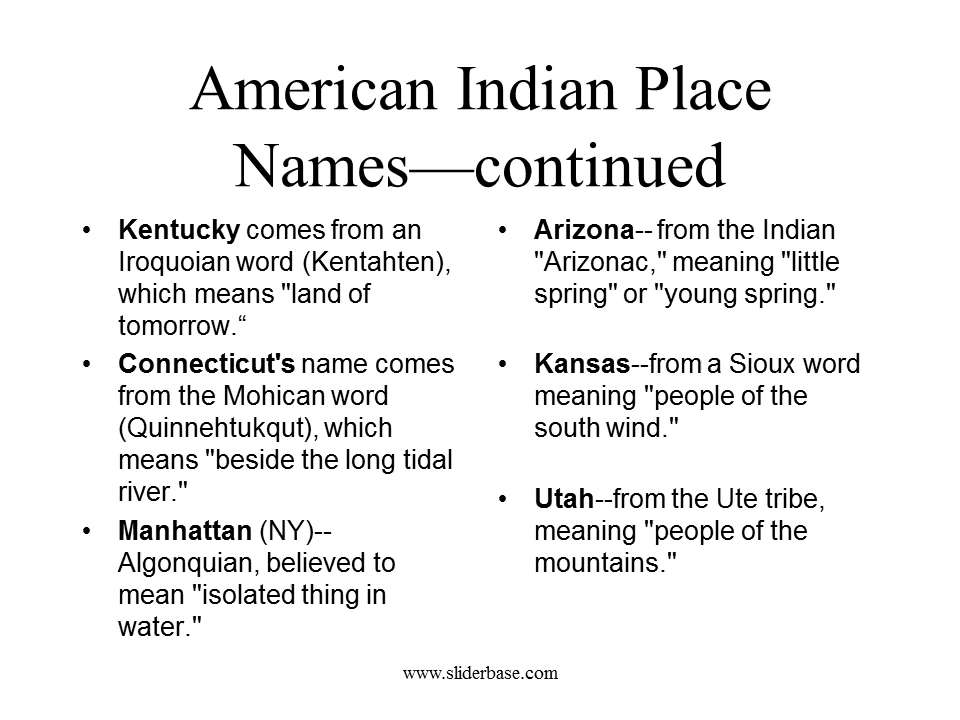 American Indian Place
Names—continued
• Kentucky comes from an
Iroquoian word (Kentahten),
which means "land of
tomorrow.“
• Connecticut's name comes
from the Mohican word
(Quinnehtukqut), which
means "beside the long tidal
river."
• Manhattan (NY)--
Algonquian, believed to
mean "isolated thing in
water."
• Arizona-- from the Indian
"Arizonac," meaning "little
spring" or "young spring."
• Kansas--from a Sioux word
meaning "people of the
south wind."
• Utah--from the Ute tribe,
meaning "people of the
mountains."
www.sliderbase.com